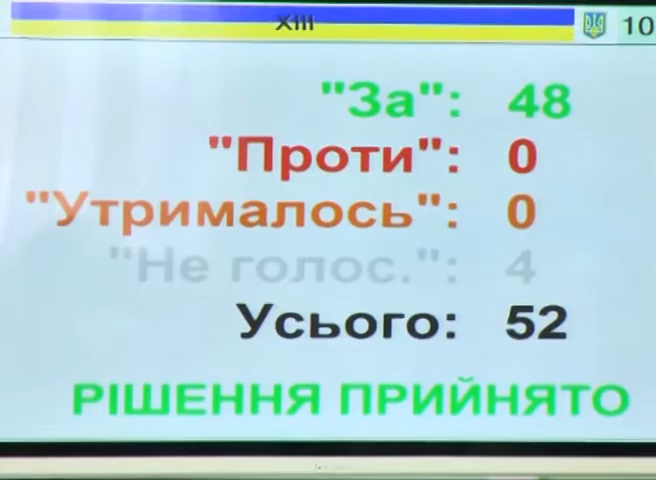 XIII 10
"За": 48
"Проти": 0
"Утрималось": 0
"Не голос.": 4
Усього: 52
РІШЕННЯ ПРИЙНЯТО